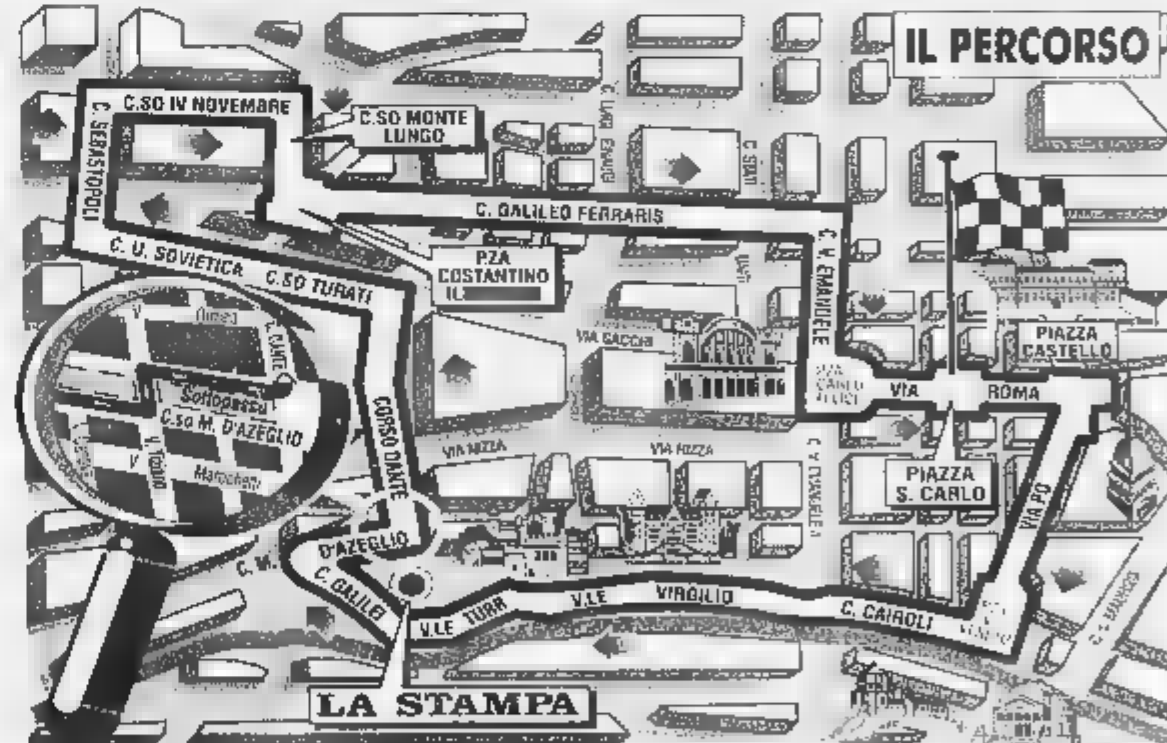 IL PERCORSO
C.SO IV NOVEMBRE
C.SO MONTE
LUNGO
C. SEBASTOPOLI
C. GALILEO FERRARIS
C. U. SOVIETICA
C.SO TURATI
P.ZA
COSTANTINO
IL
C. V. EMANUELE
VIA SACCHI
PIAZZA
CASTELLO
VIA
ROMA
PIAZZA
S. CARLO
VIA PO
CORSO DANTE
VIA NIZZA
VIA NIZZA
Sottopasso
C.so M. D'AZEGLIO
V. Tiziano
V
V
C. M.
D'AZEGLIO
C. GALILEI
V.LE TURR
V.LE
VIRGILIO
C. CAIROLI
LA STAMPA